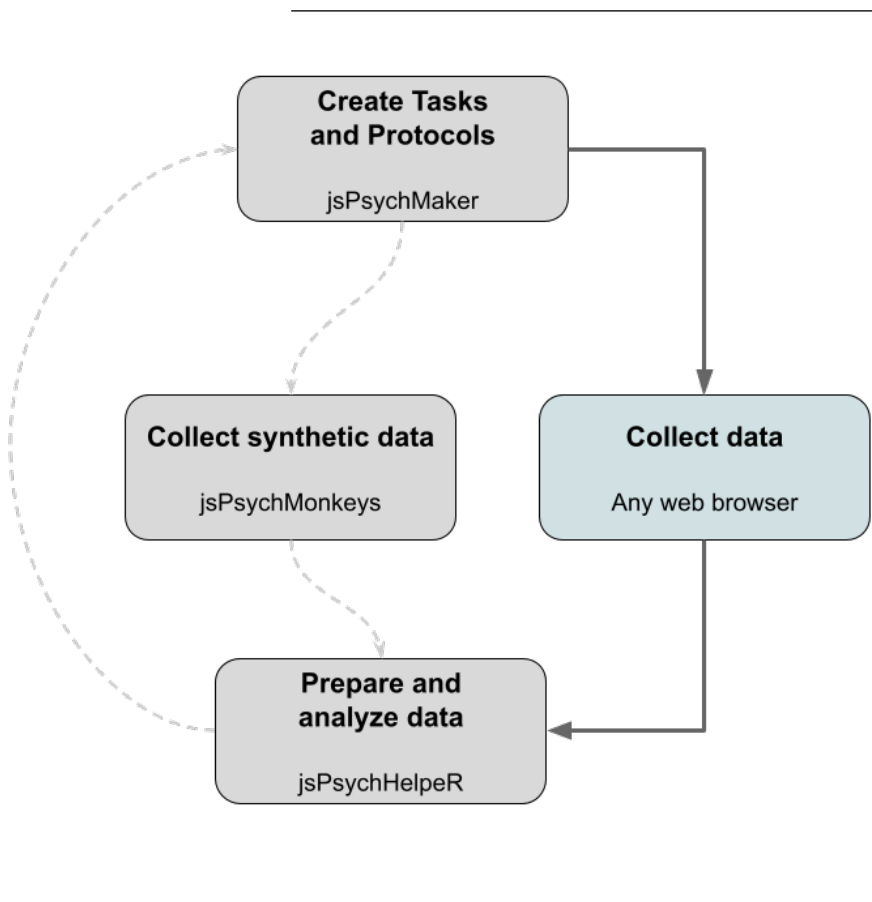 Create Tasks
and Protocols
jsPsychMaker
Collect synthetic data
jsPsychMonkeys
Collect data
Any web browser
Prepare and
analyze data
jsPsychHelpeR